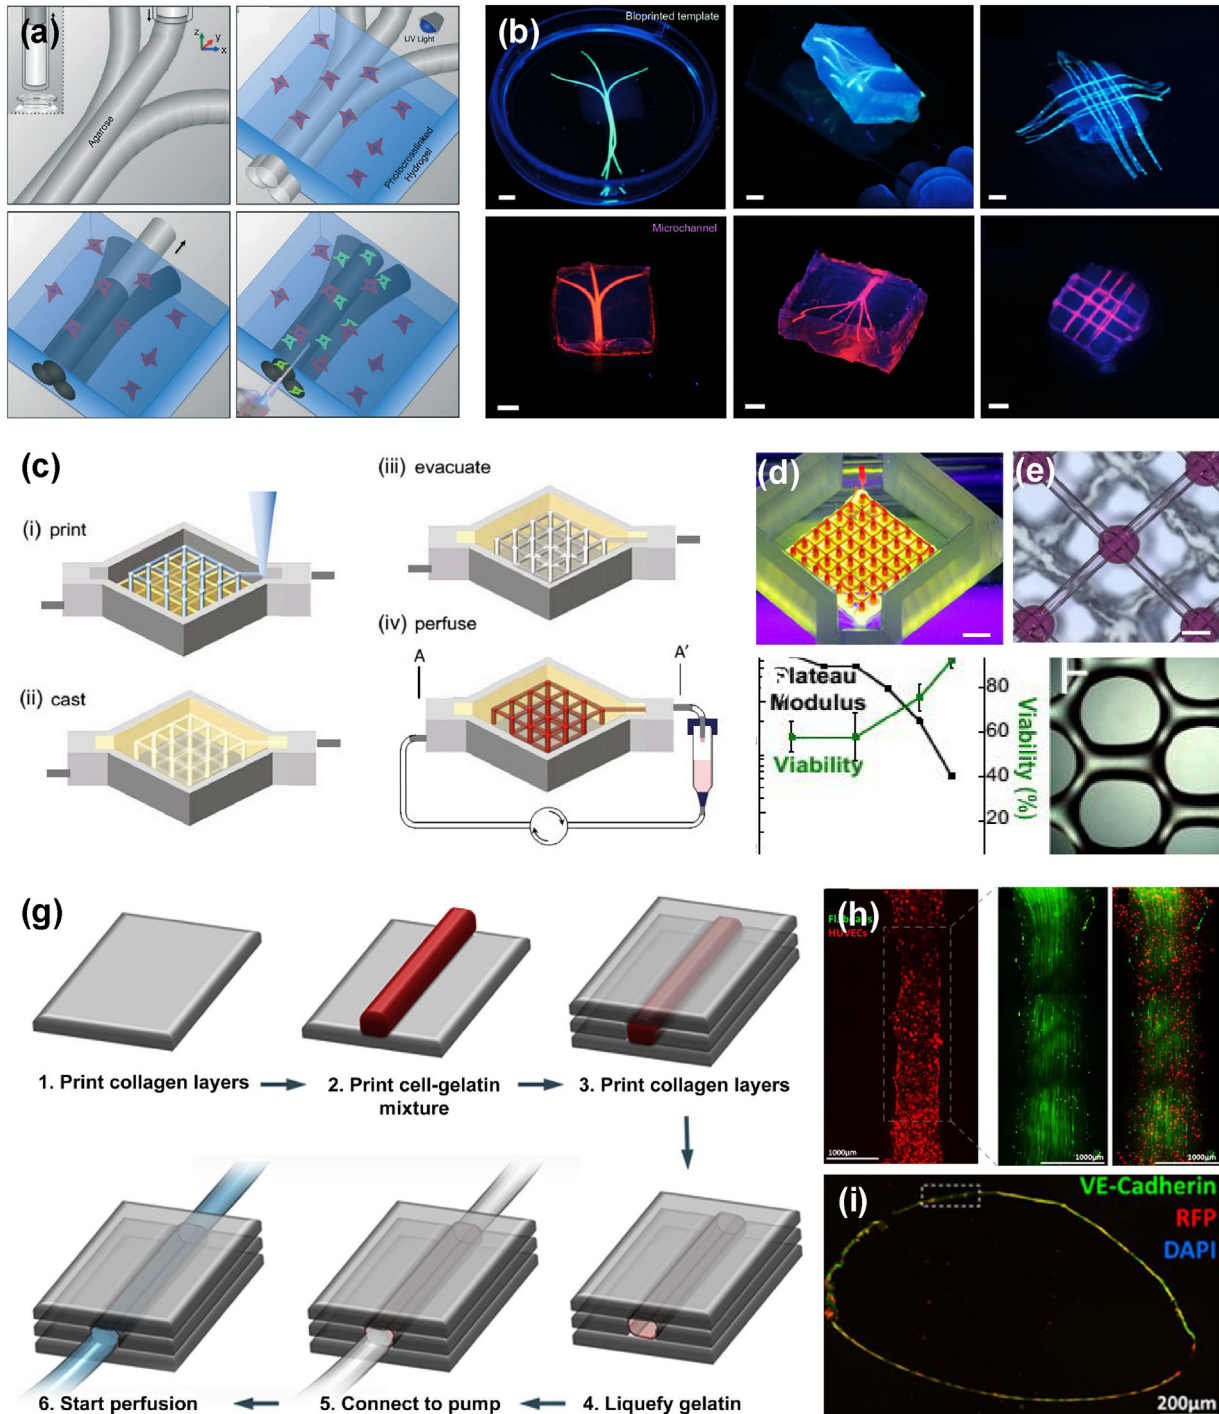 (a)
z
y
x
UV Light
Agarose
Photocrosslinked
Hydrogel
(b)
Bioprinted template
Microchannel
(c)
(i) print
(ii) cast
(iii) evacuate
(iv) perfuse
A
A'
(d)
(e)
Plateau
Modulus
Viability
80
60
40
20
Viability (%)
(g)
1. Print collagen layers
2. Print cell-gelatin
mixture
3. Print collagen layers
4. Liquefy gelatin
5. Connect to pump
6. Start perfusion
(h)
HUVECs
1000μm
1000μm
1000μm
(i)
VE-Cadherin
RFP
DAPI
200μm